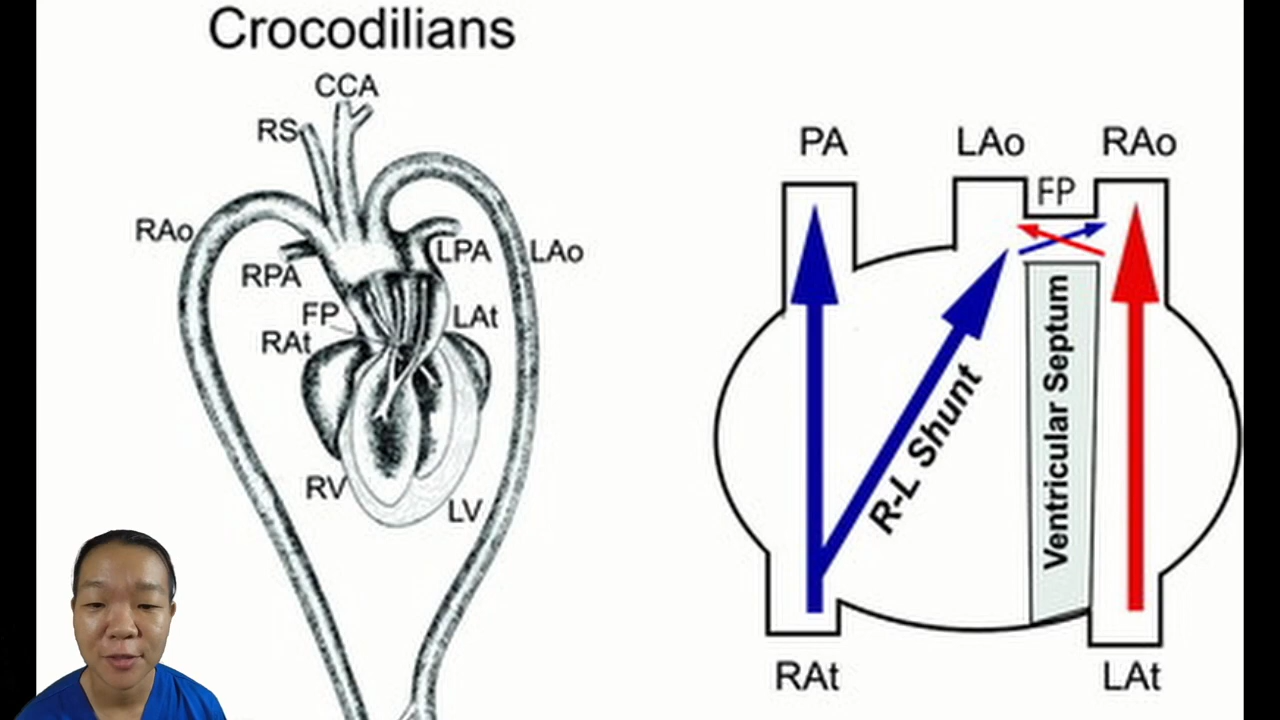 Crocodilians
CCA
RS
RAo
RPA
LPA
LAo
FP
RAt
LAt
RV
LV
PA
LAo
RAo
FP
R-L Shunt
Ventricular Septum
RAt
LAt